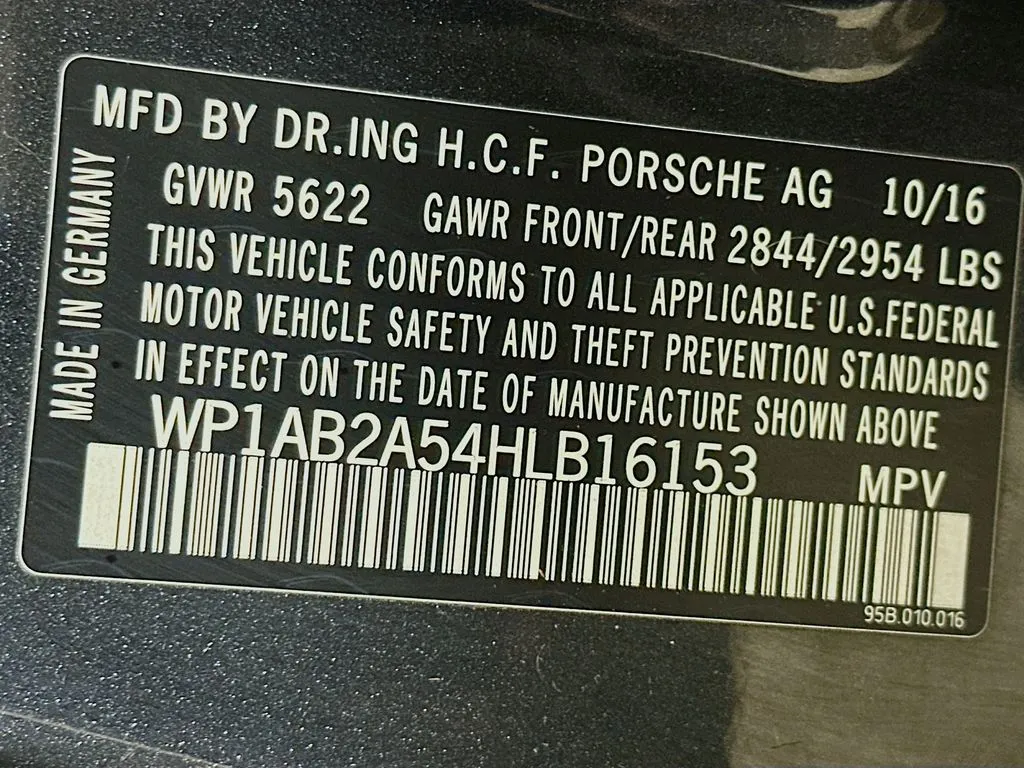 MFD BY DR.ING H.C.F. PORSCHE AG 10/16
GVWR 5622 GAWR FRONT/REAR 2844/2954 LBS
THIS VEHICLE CONFORMS TO ALL APPLICABLE U.S.FEDERAL
MOTOR VEHICLE SAFETY AND THEFT PREVENTION STANDARDS
IN EFFECT ON THE DATE OF MANUFACTURE SHOWN ABOVE
WP1AB2A54HLB16153 MPV
95B.010.016
MADE IN GERMANY